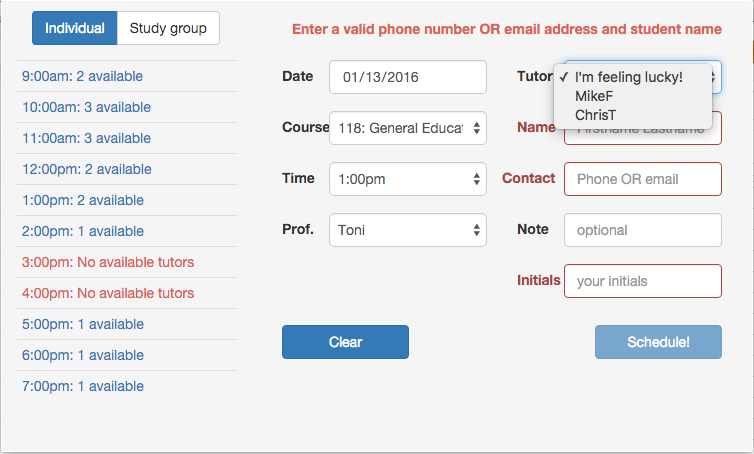 Individual Study group
Enter a valid phone number OR email address and student name
9:00am: 2 available
10:00am: 3 available
11:00am: 3 available
12:00pm: 2 available
1:00pm: 2 available
2:00pm: 1 available
3:00pm: No available tutors
4:00pm: No available tutors
5:00pm: 1 available
6:00pm: 1 available
7:00pm: 1 available
Date 01/13/2016
Course 118: General Educat
Time 1:00pm
Prof. Toni
Tutor ✓ I'm feeling lucky!
MikeF
ChrisT
Name Firstname Lastname
Contact Phone OR email
Note optional
Initials your initials
Clear
Schedule!